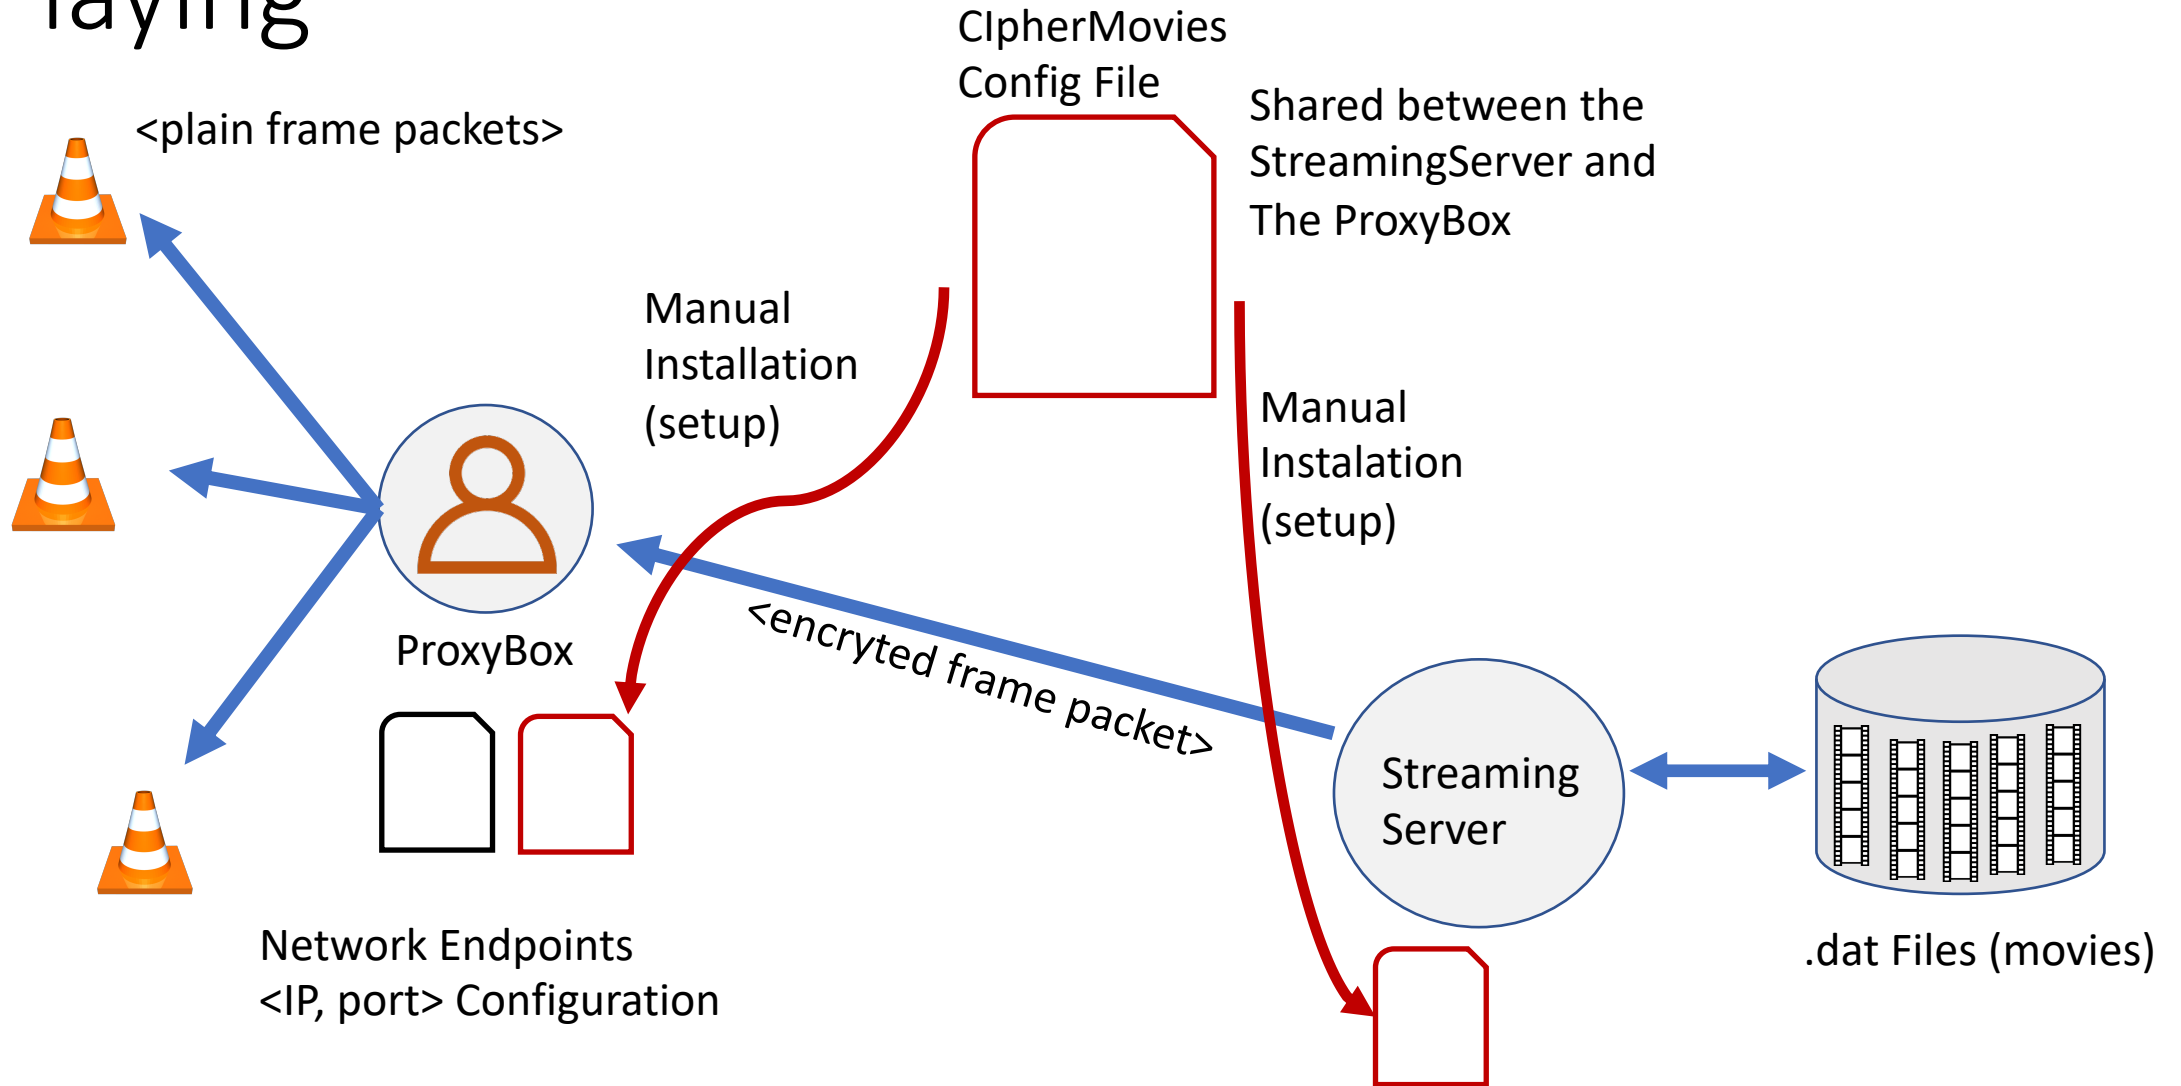 laying
CIpherMovies
Config File
<plain frame packets>
Shared between the
StreamingServer and
The ProxyBox
Manual
Installation
(setup)
Manual
Instalation
(setup)
<encryted frame packet>
ProxyBox
Streaming
Server
Network Endpoints
<IP, port> Configuration
.dat Files (movies)